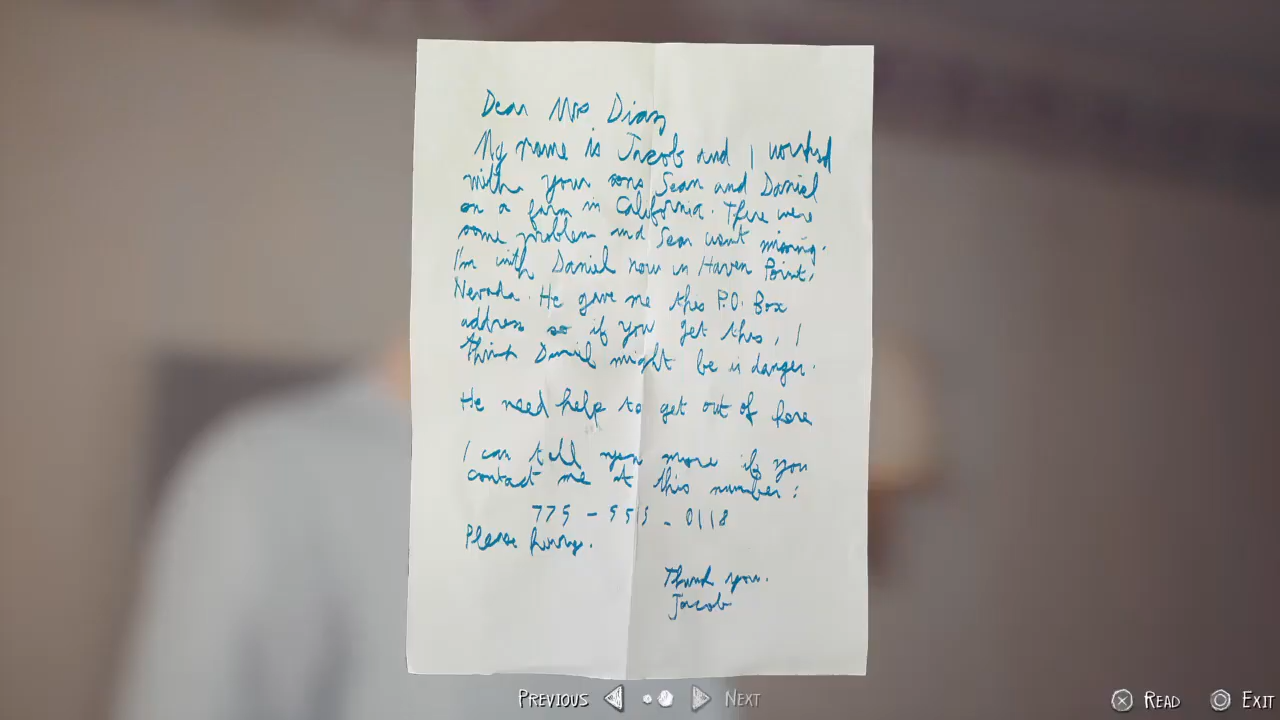 Dear Mrs Diaz
My name is Jacob and I worked
with your sons Sean and Daniel
on a farm in California. There were
some problem and Sean went missing.
I'm with Daniel now in Haven Point,
Nevada. He gave me this P.O. Box
address so if you get this, I
think Daniel might be is danger.
He need help to get out of here
I can tell you more if you
contact me at this number:
775 - 555 - 0118
Please hurry.
Thank you.
Jacob
PREVIOUS NEXT READ EXIT